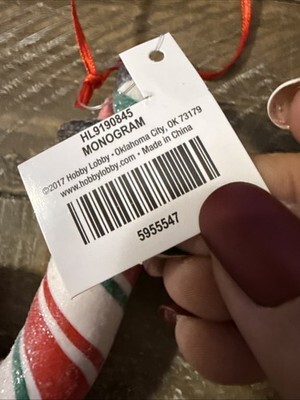 HL9190845
MONOGRAM
©2017 Hobby Lobby - Oklahoma City, OK 73179
www.hobbylobby.com - Made in China
5955547